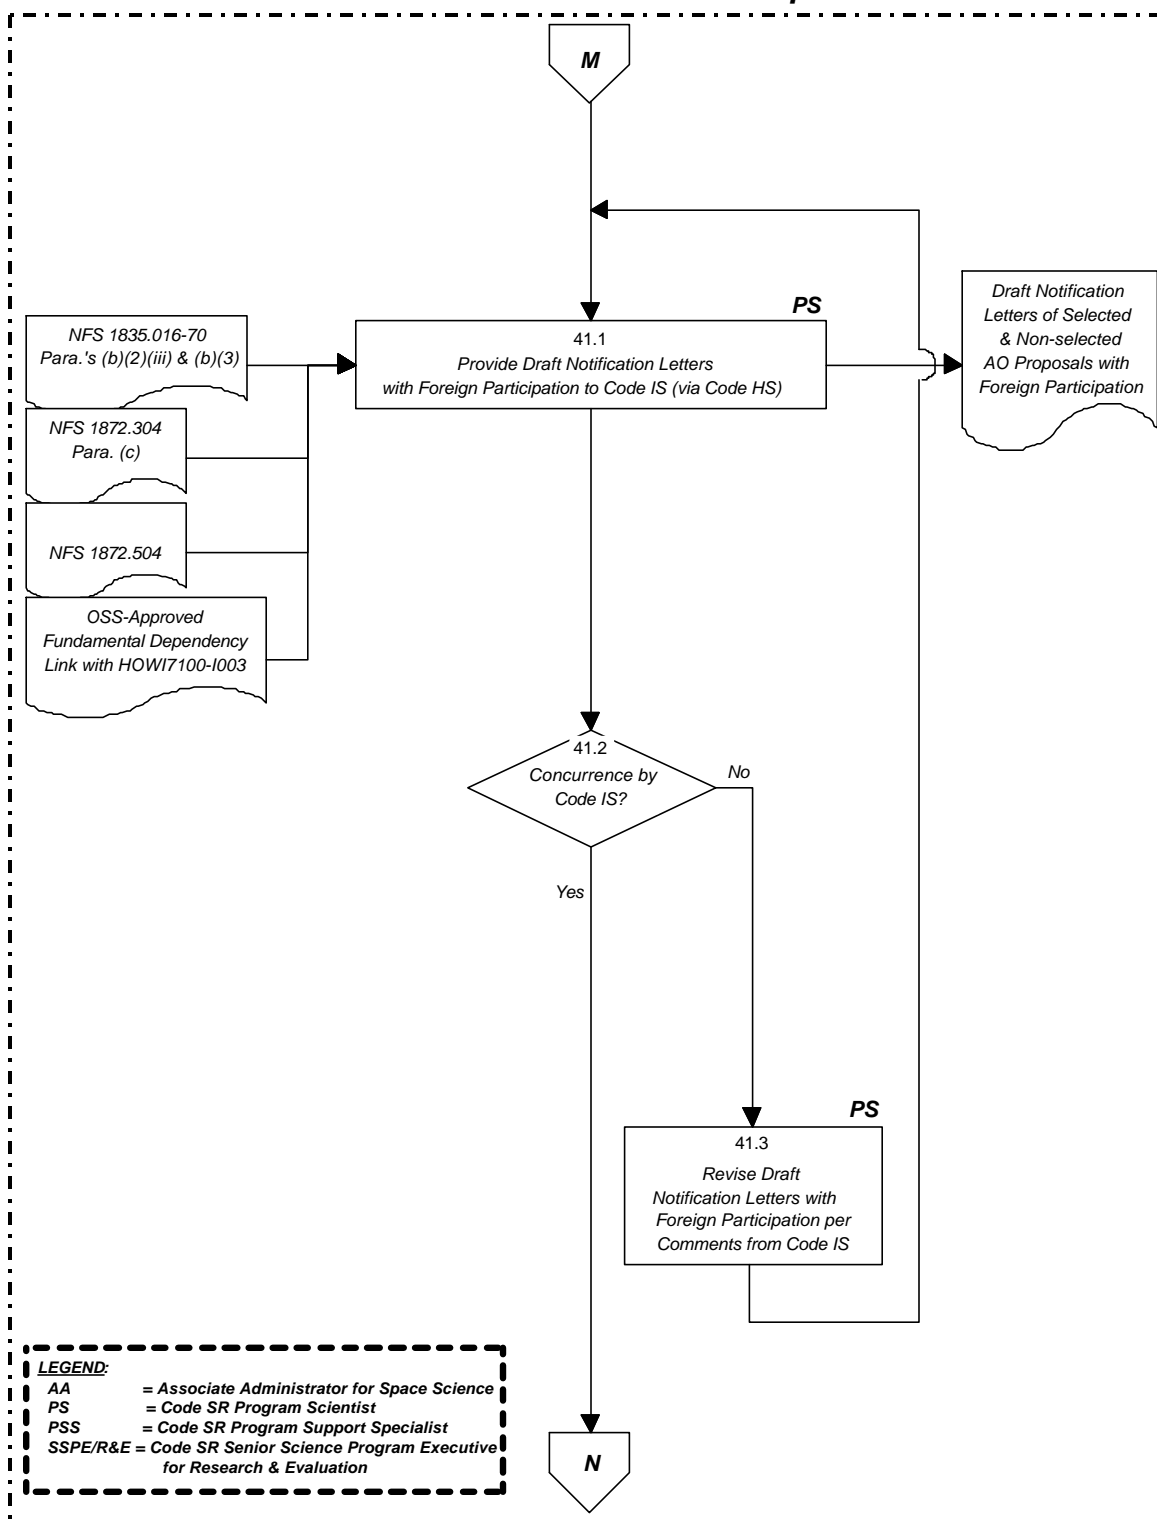 M
PS
41.1
Provide Draft Notification Letters
with Foreign Participation to Code IS (via Code HS)
NFS 1835.016-70
Para.'s (b)(2)(iii) & (b)(3)
NFS 1872.304
Para. (c)
NFS 1872.504
OSS-Approved
Fundamental Dependency
Link with HOWI7100-I003
Draft Notification
Letters of Selected
& Non-selected
AO Proposals with
Foreign Participation
41.2
Concurrence by
Code IS?
No
Yes
PS
41.3
Revise Draft
Notification Letters with
Foreign Participation per
Comments from Code IS
LEGEND:
AA = Associate Administrator for Space Science
PS = Code SR Program Scientist
PSS = Code SR Program Support Specialist
SSPE/R&E = Code SR Senior Science Program Executive
for Research & Evaluation
N